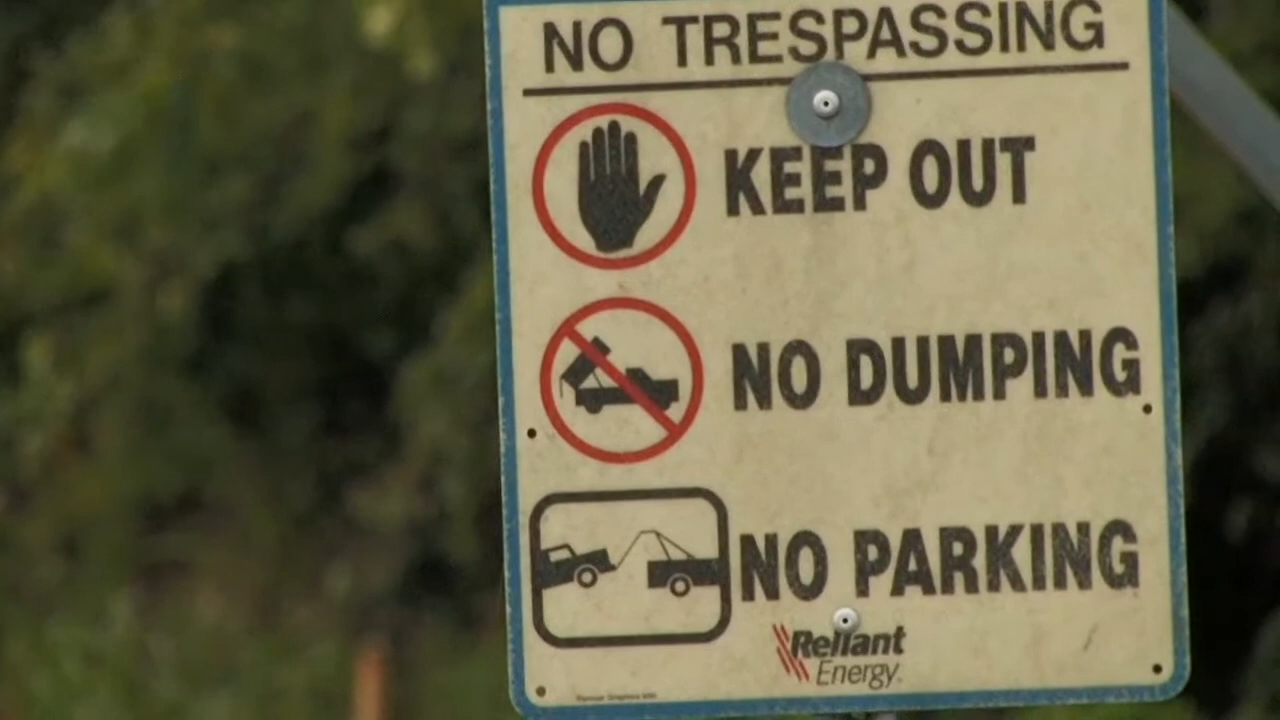 NO TRESPASSING
KEEP OUT
NO DUMPING
NO PARKING
Reliant
Energy